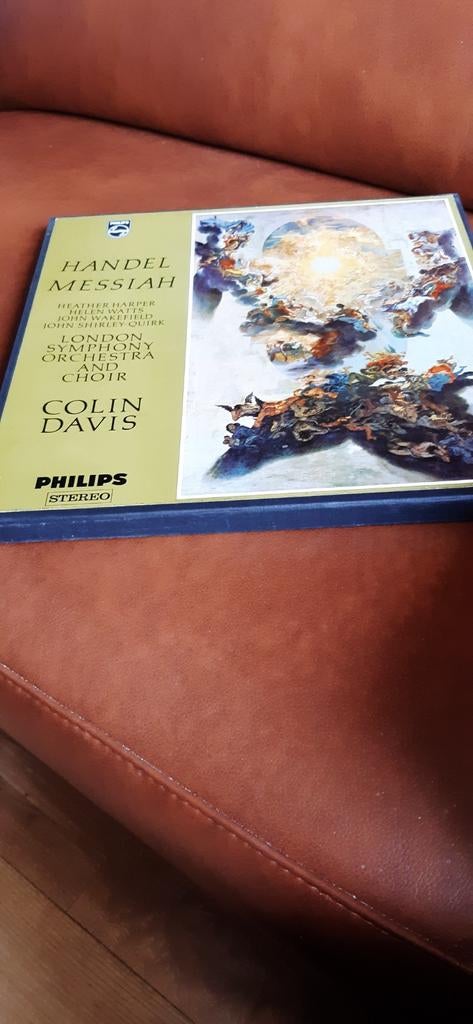 HANDEL
MESSIAH
HEATHER HARPER
HELEN WATTS
JOHN WAKEFIELD
JOHN SHIRLEY-QUIRK
LONDON
SYMPHONY
ORCHESTRA
AND
CHOIR
COLIN
DAVIS
PHILIPS
STEREO